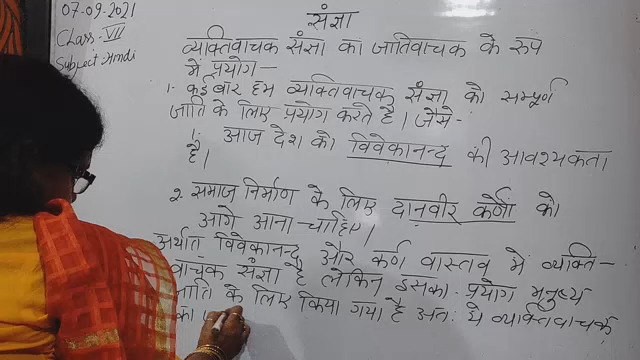 07-09-2021
Class- VII
Subject: Hindi
संज्ञा
व्यक्तिवाचक संज्ञा का जातिवाचक के रुप
में प्रयोग-
1. कई बार हम व्यक्तिवाचक संज्ञा को सम्पूर्ण
जाति के लिए प्रयोग करते है। जैसे-
1. आज देश को विवेकानन्द की आवश्यकता
है।
2. समाज निर्माण के लिए दानवीर कर्णो को
आगे आना चाहिए।
अर्थात् विवेकानन्द और कर्ण वास्तव में व्यक्ति-
वाचक संज्ञा है लेकिन इसका प्रयोग मनुष्य
जाति के लिए किया गया है अतः ये व्यक्तिवाचक
का